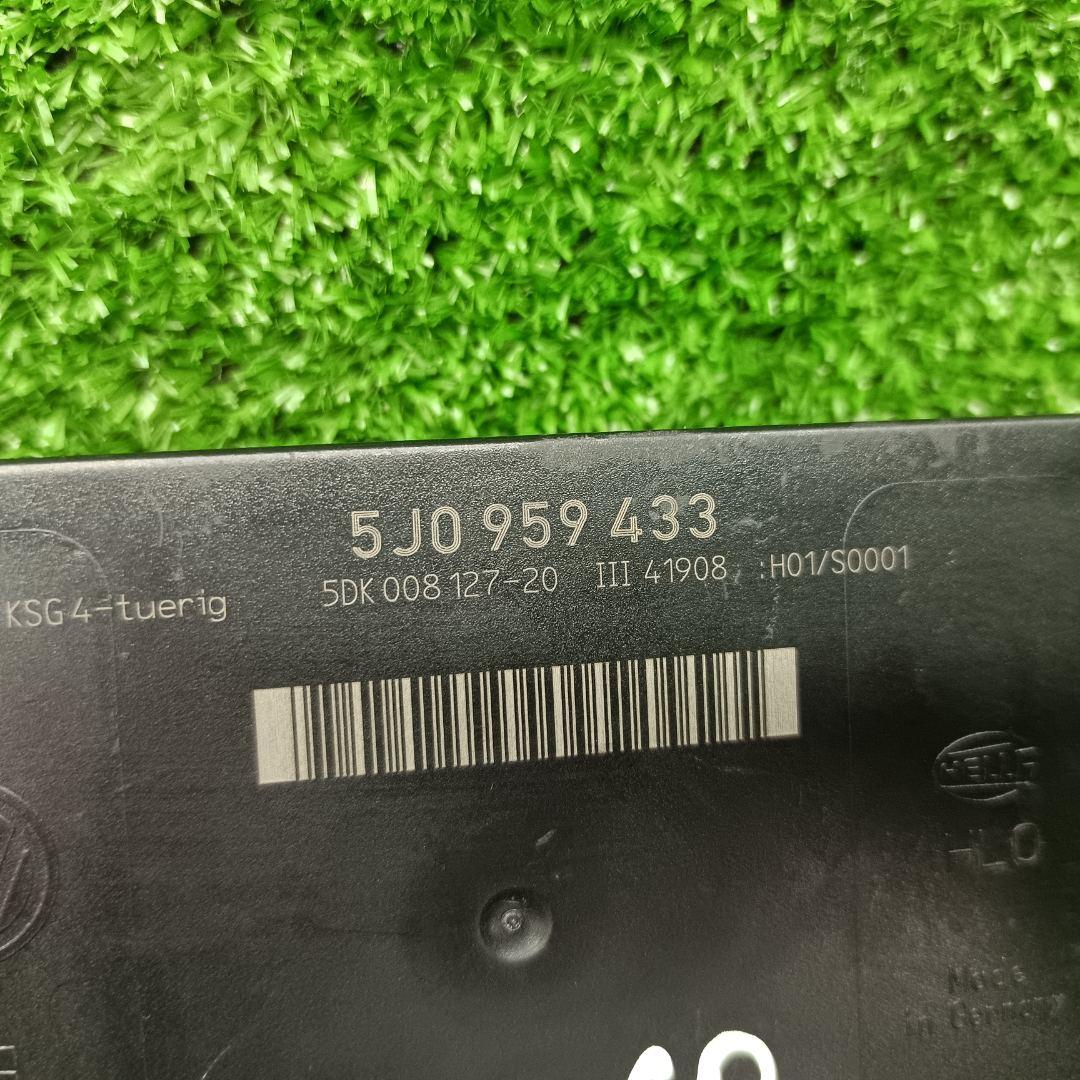 5J0 959 433
5DK 008 127-20 III 41908 :H01/S0001
KSG 4-tuerig
HELLA
HLO
Made
in Germany